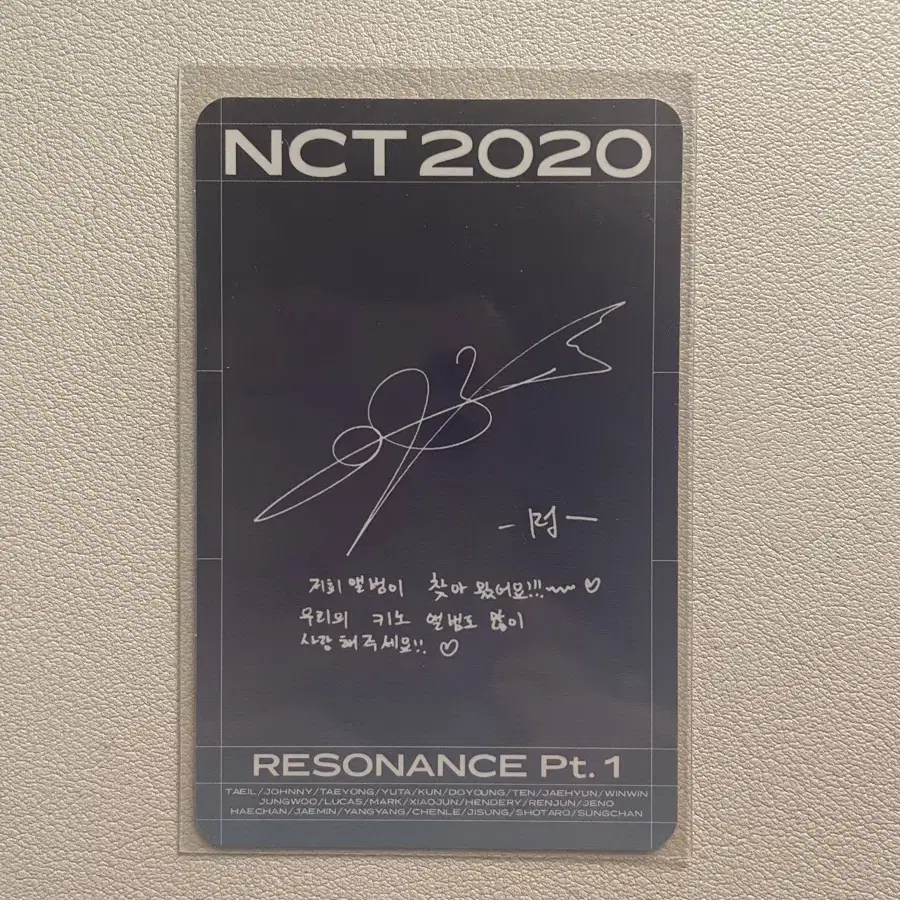 NCT 2020
저희 앨범이 찾아 왔어요!!! ♡
우리의 키노 앨범도 많이
사랑해주세요!! ♡
RESONANCE Pt. 1
TAEIL/JOHNNY/TAEYONG/YUTA/KUN/DOYOUNG/TEN/JAEHYUN/WINWIN
JUNGWOO/LUCAS/MARK/XIAOJUN/HENDERY/RENJUN/JENO
HAECHAN/JAEMIN/YANGYANG/CHENLE/JISUNG/SHOTARO/SUNGCHAN